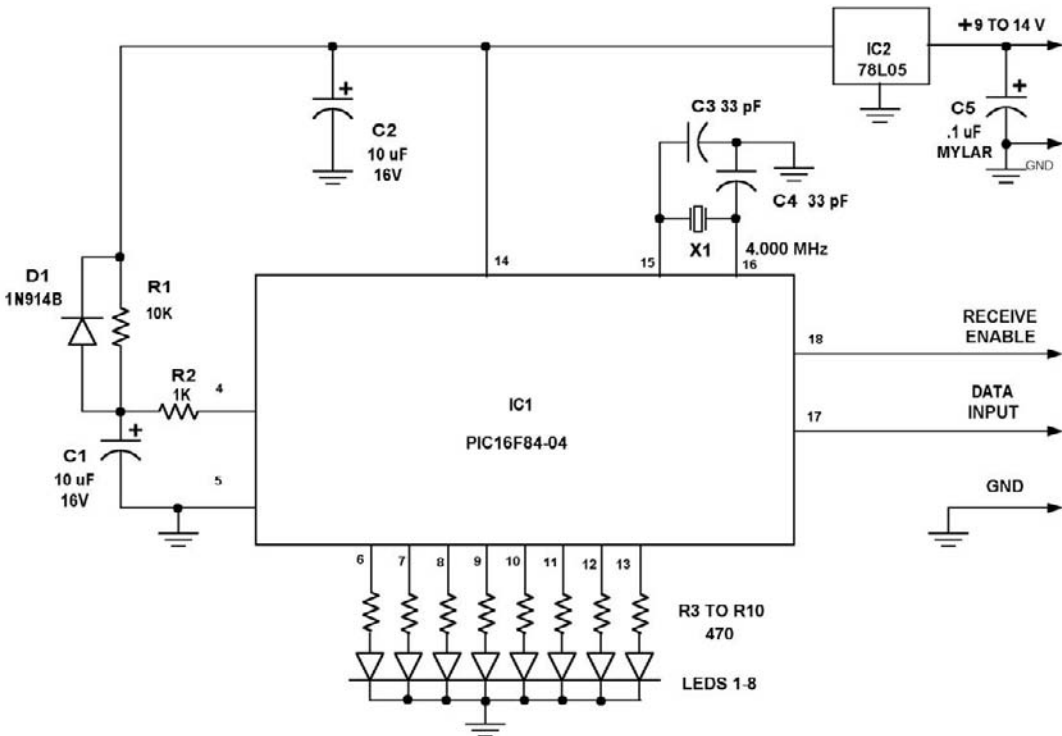 +9 TO 14 V
IC2
78L05
C3 33 pF
+
C2
10 uF
16V
+
C5
.1 uF
MYLAR
GND
C4 33 pF
X1
4.000 MHz
14
15
16
D1
1N914B
R1
10K
RECEIVE
ENABLE
18
R2
1K
4
DATA
INPUT
17
IC1
PIC16F84-04
+
C1
10 uF
16V
5
GND
6
7
8
9
10
11
12
13
R3 TO R10
470
LEDS 1-8